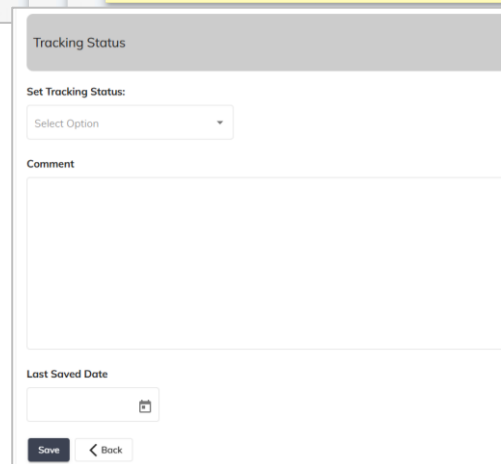 Tracking Status
Set Tracking Status:
Select Option
Comment
Last Saved Date
Save
Back